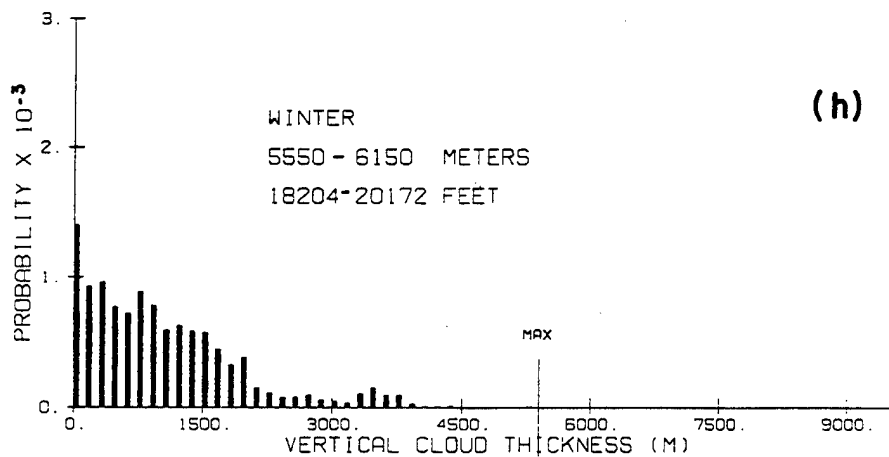 3.
(h)
WINTER
2.
5550-6150 METERS
18204-20172 FEET
PROBABILITY X 10⁻³
1.
MAX
0.
0. 1500. 3000. 4500. 6000. 7500. 9000.
VERTICAL CLOUD THICKNESS (M)